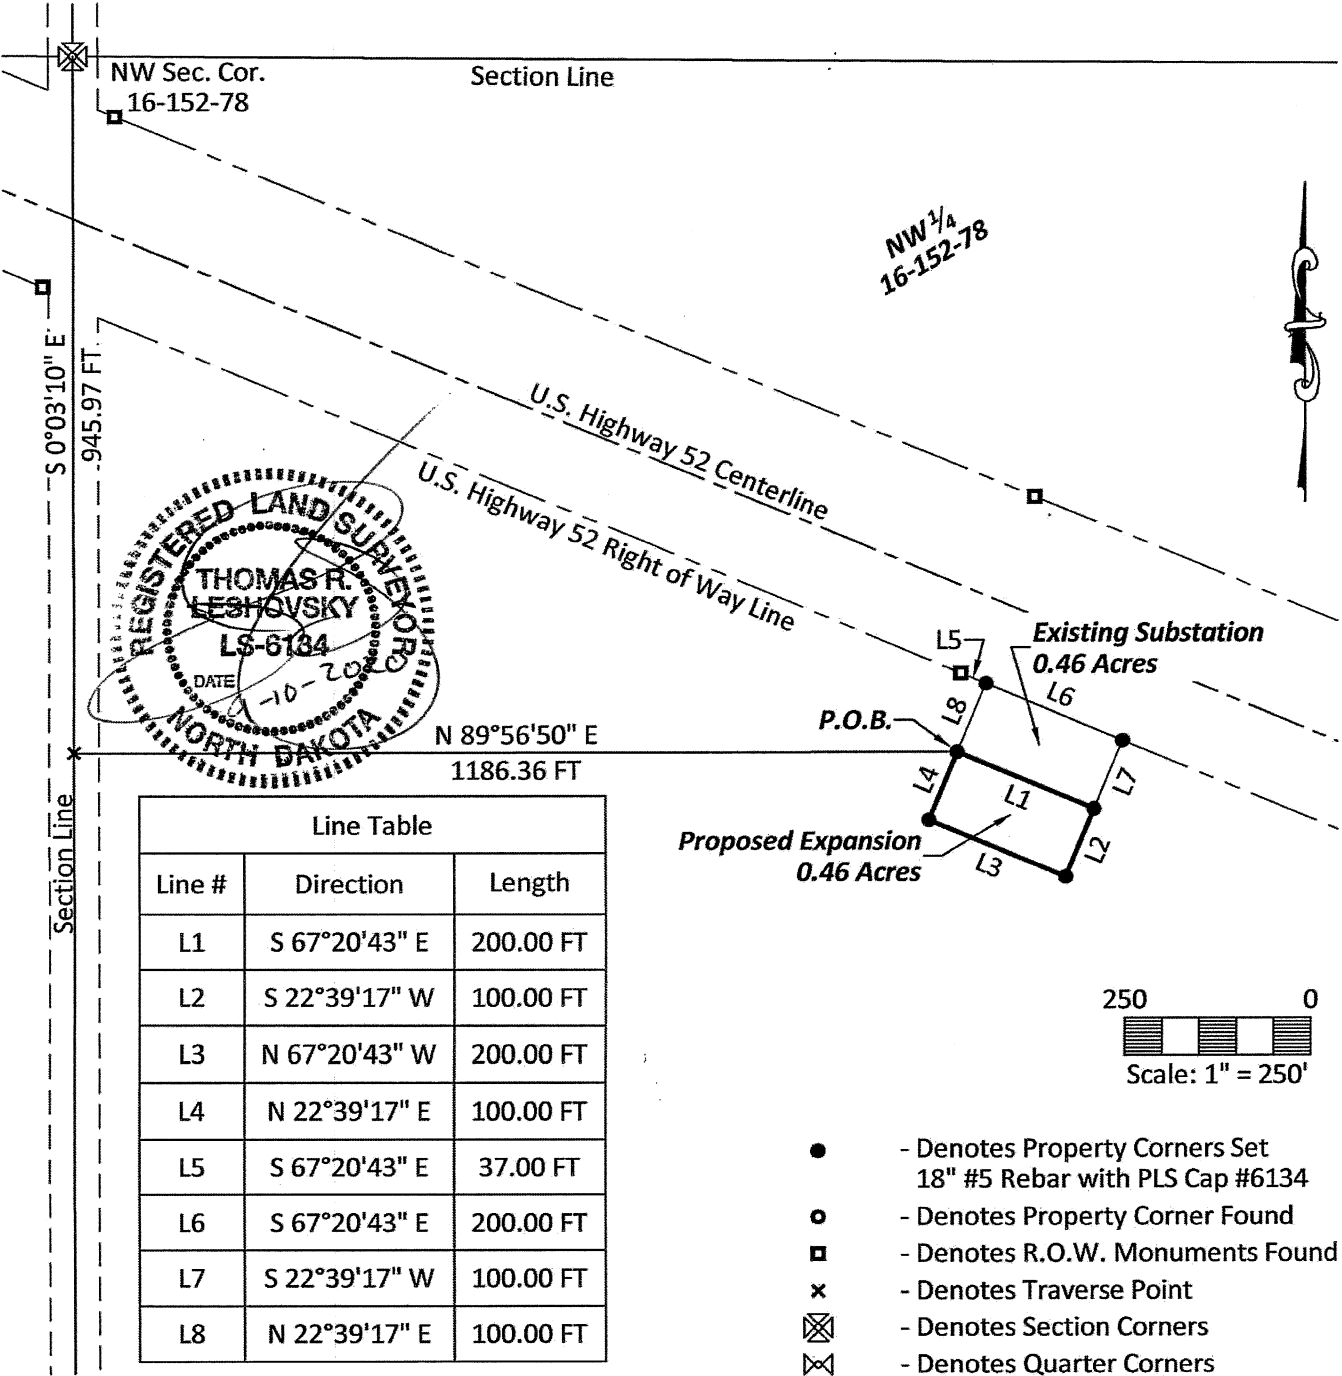 NW Sec. Cor.
16-152-78
Section Line
NW 1/4
16-152-78
S 0°03'10" E
945.97 FT.
U.S. Highway 52 Centerline
U.S. Highway 52 Right of Way Line
REGISTERED LAND SURVEYOR
THOMAS R.
LESHOVSKY
LS-6134
DATE
-10-2020
NORTH DAKOTA
L5
Existing Substation
0.46 Acres
L6
L8
P.O.B.
N 89°56'50" E
1186.36 FT
L4
L1
L7
Proposed Expansion
0.46 Acres
L3
L2
Section Line
Line Table
Line # Direction Length
L1 S 67°20'43" E 200.00 FT
L2 S 22°39'17" W 100.00 FT
L3 N 67°20'43" W 200.00 FT
L4 N 22°39'17" E 100.00 FT
L5 S 67°20'43" E 37.00 FT
L6 S 67°20'43" E 200.00 FT
L7 S 22°39'17" W 100.00 FT
L8 N 22°39'17" E 100.00 FT
250 0
Scale: 1" = 250'
- Denotes Property Corners Set
18" #5 Rebar with PLS Cap #6134
- Denotes Property Corner Found
- Denotes R.O.W. Monuments Found
- Denotes Traverse Point
- Denotes Section Corners
- Denotes Quarter Corners